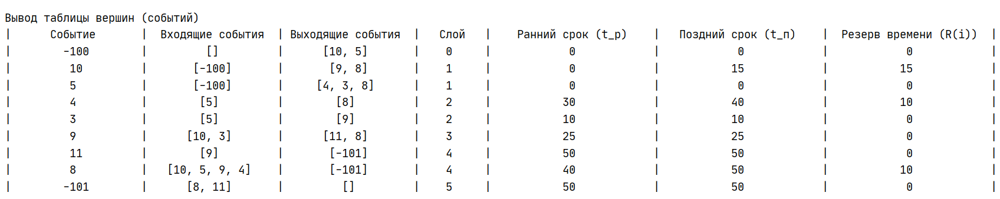 Вывод таблицы вершин (событий)
| Событие | Входящие события | Выходящие события | Слой | Ранний срок (t_р) | Поздний срок (t_п) | Резерв времени (R(i)) |
| -100 | [] | [10, 5] | 0 | 0 | 0 | 0 |
| 10 | [-100] | [9, 8] | 1 | 0 | 15 | 15 |
| 5 | [-100] | [4, 3, 8] | 1 | 0 | 0 | 0 |
| 4 | [5] | [8] | 2 | 30 | 40 | 10 |
| 3 | [5] | [9] | 2 | 10 | 10 | 0 |
| 9 | [10, 3] | [11, 8] | 3 | 25 | 25 | 0 |
| 11 | [9] | [-101] | 4 | 50 | 50 | 0 |
| 8 | [10, 5, 9, 4] | [-101] | 4 | 40 | 50 | 10 |
| -101 | [8, 11] | [] | 5 | 50 | 50 | 0 |